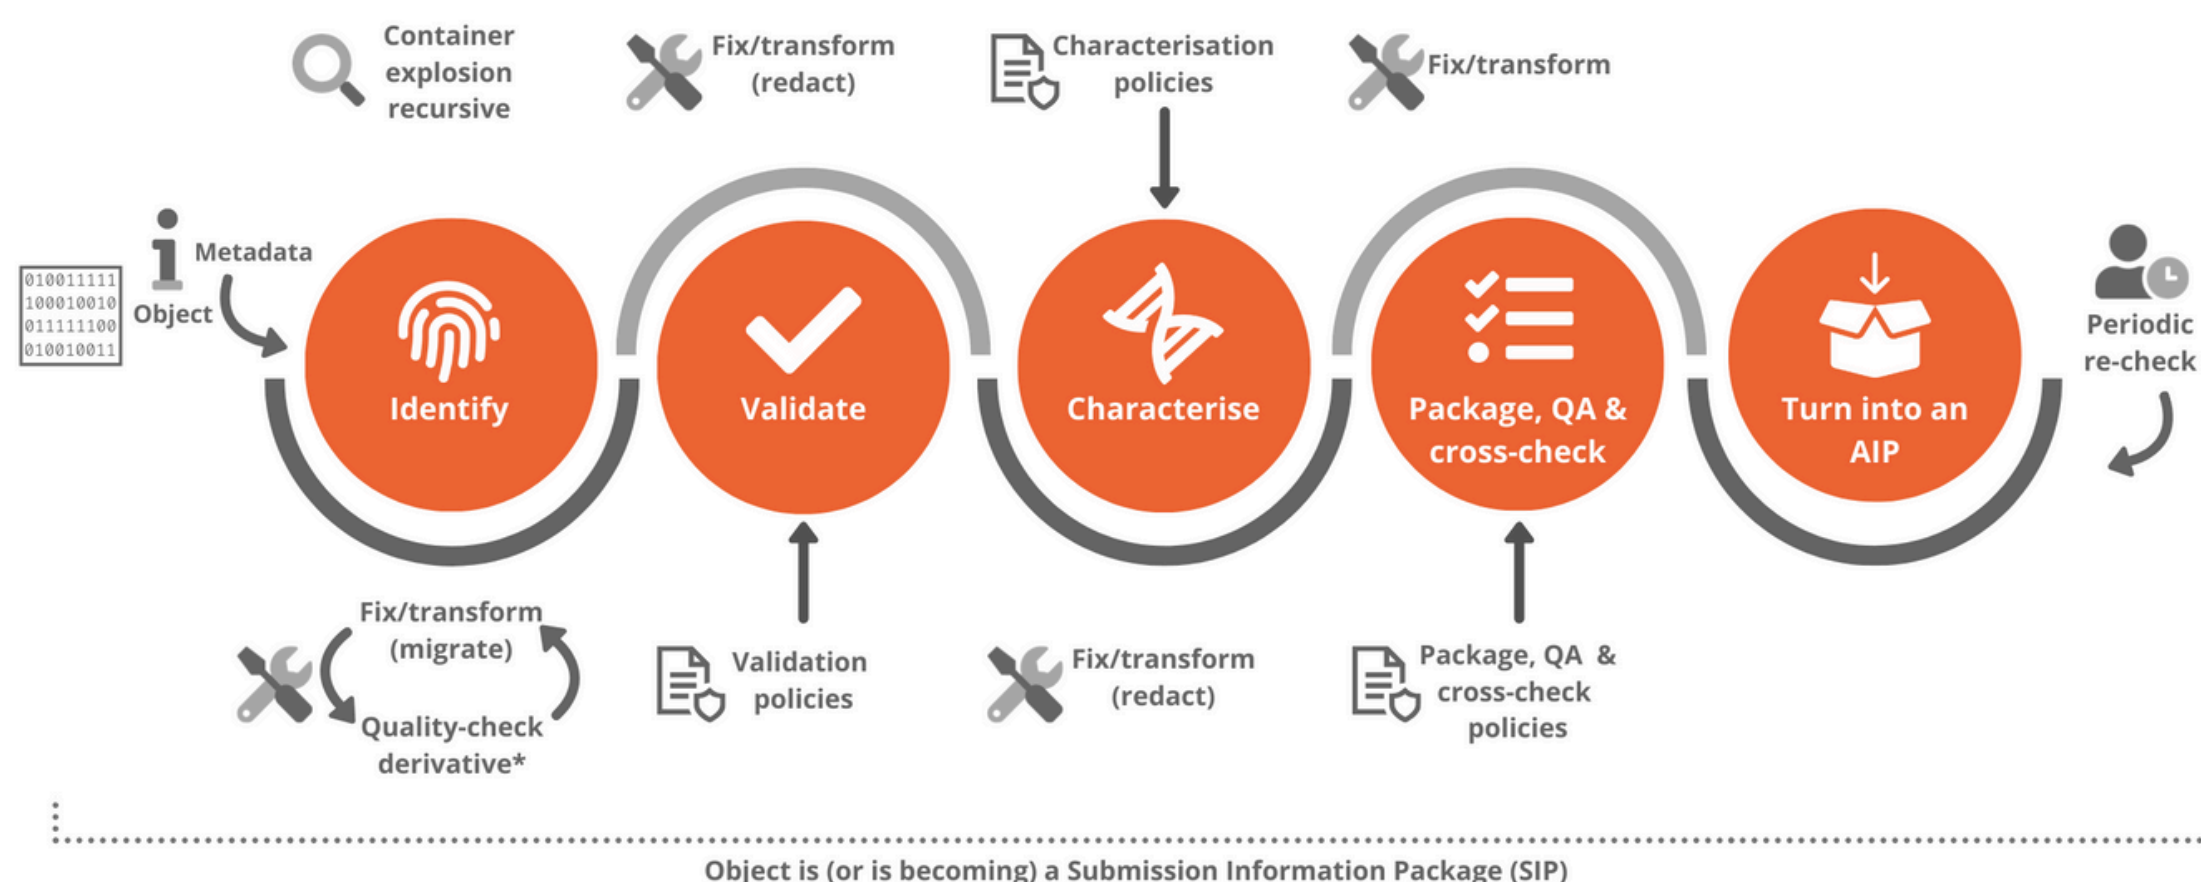 Container
explosion
recursive
Fix/transform
(redact)
Characterisation
policies
Fix/transform
Metadata
Object
010011111
100010010
011111100
010010011
Identify
Validate
Characterise
Package, QA &
cross-check
Turn into an
AIP
Periodic
re-check
Fix/transform
(migrate)
Quality-check
derivative*
Validation
policies
Fix/transform
(redact)
Package, QA &
cross-check
policies
Object is (or is becoming) a Submission Information Package (SIP)